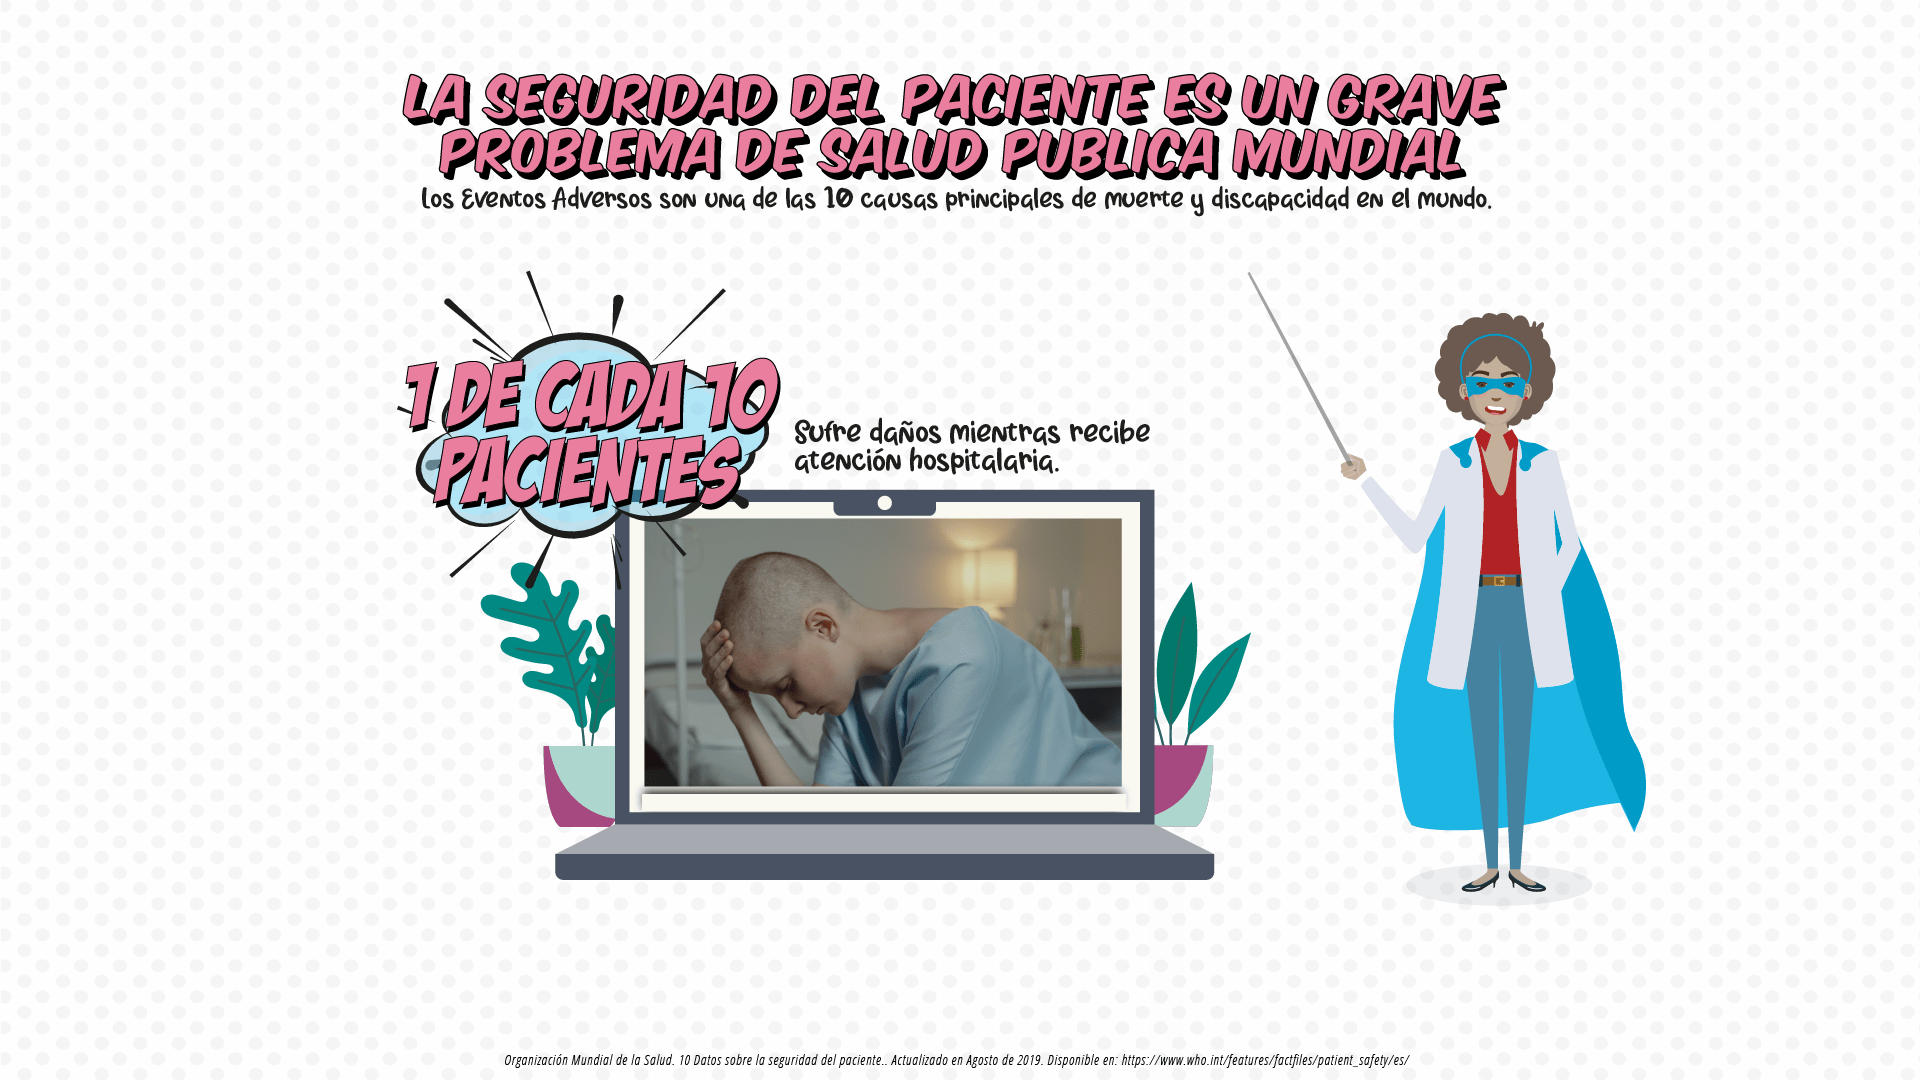 LA SEGURIDAD DEL PACIENTE ES UN GRAVE
PROBLEMA DE SALUD PUBLICA MUNDIAL
Los Eventos Adversos son una de las 10 causas principales de muerte y discapacidad en el mundo.
1 DE CADA 10
PACIENTES
Sufre daños mientras recibe
atención hospitalaria.
Organización Mundial de la Salud. 10 Datos sobre la seguridad del paciente.. Actualizado en Agosto de 2019. Disponible en: https://www.who.int/features/factfiles/patient_safety/es/